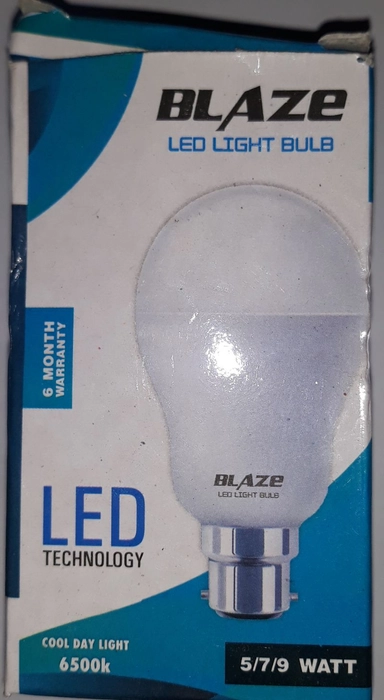 BLAZE
LED LIGHT BULB
6 MONTH
WARRANTY
BLAZE
LED LIGHT BULB
LED
TECHNOLOGY
COOL DAY LIGHT
6500k
5/7/9 WATT